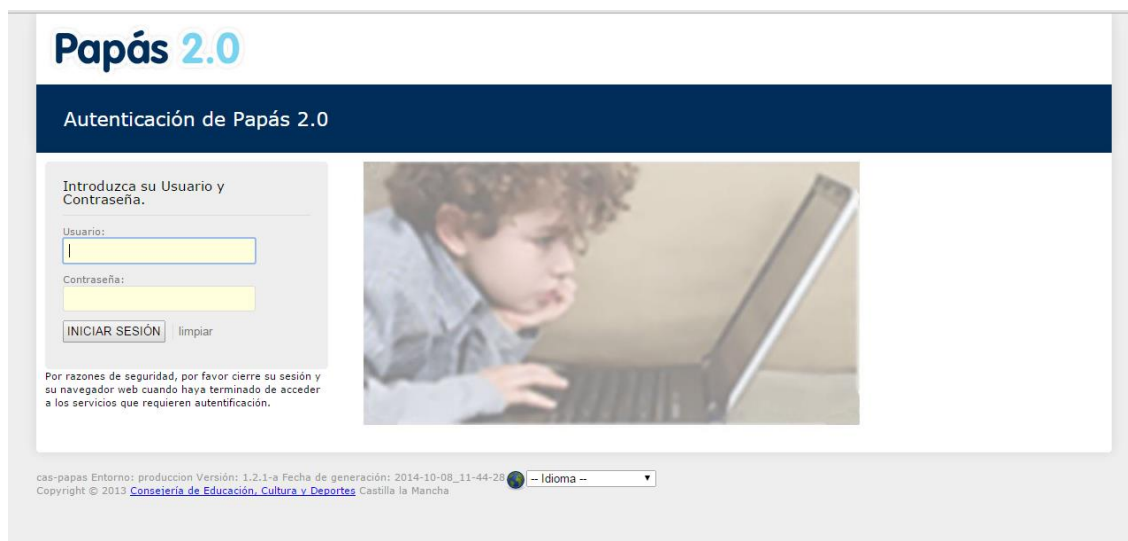 Papás 2.0
Autenticación de Papás 2.0
Introduzca su Usuario y
Contraseña.
Usuario:
Contraseña:
INICIAR SESIÓN limpiar
Por razones de seguridad, por favor cierre su sesión y
su navegador web cuando haya terminado de acceder
a los servicios que requieren autentificación.
cas-papas Entorno: produccion Versión: 1.2.1-a Fecha de generación: 2014-10-08_11-44-28 -- Idioma --
Copyright © 2013 Consejería de Educación, Cultura y Deportes Castilla la Mancha